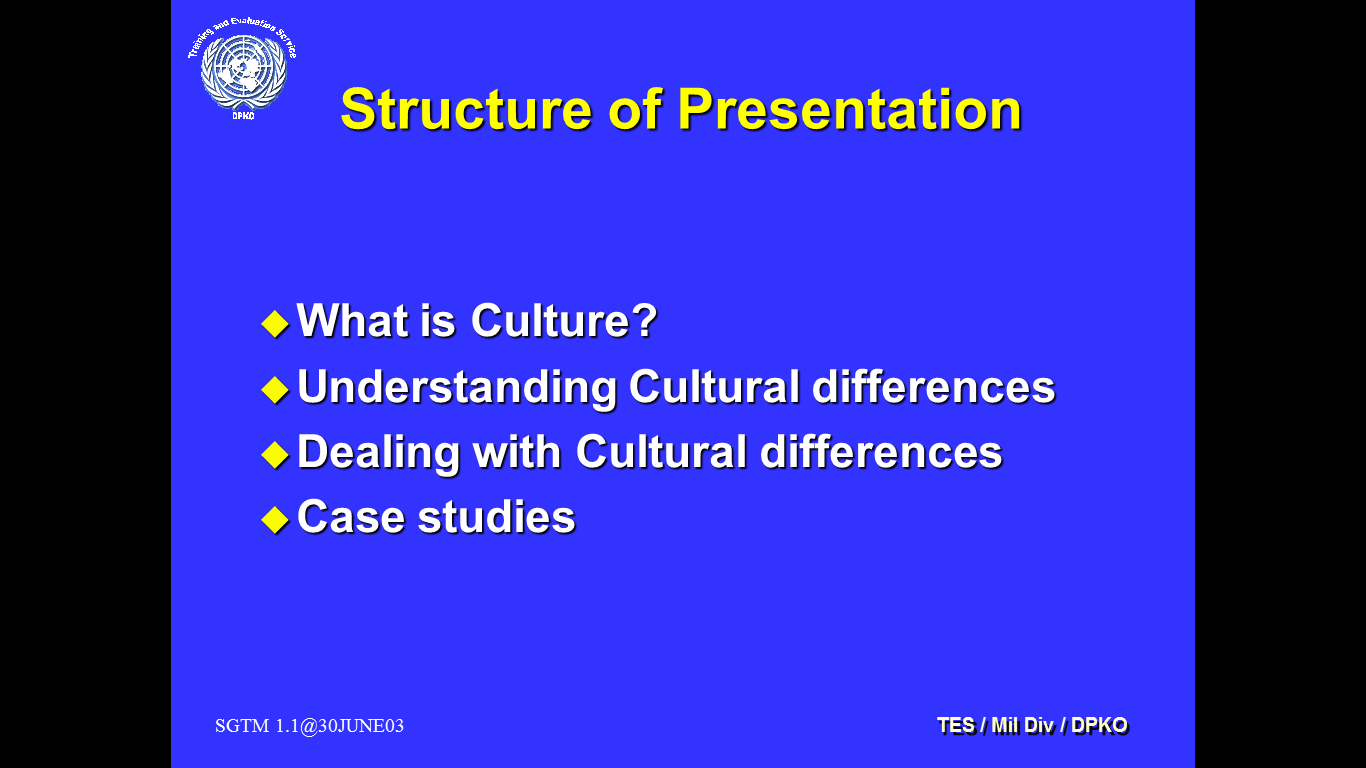 Training and Evaluation Service
DPKO
Structure of Presentation
What is Culture?
Understanding Cultural differences
Dealing with Cultural differences
Case studies
SGTM 1.1@30JUNE03
TES / Mil Div / DPKO